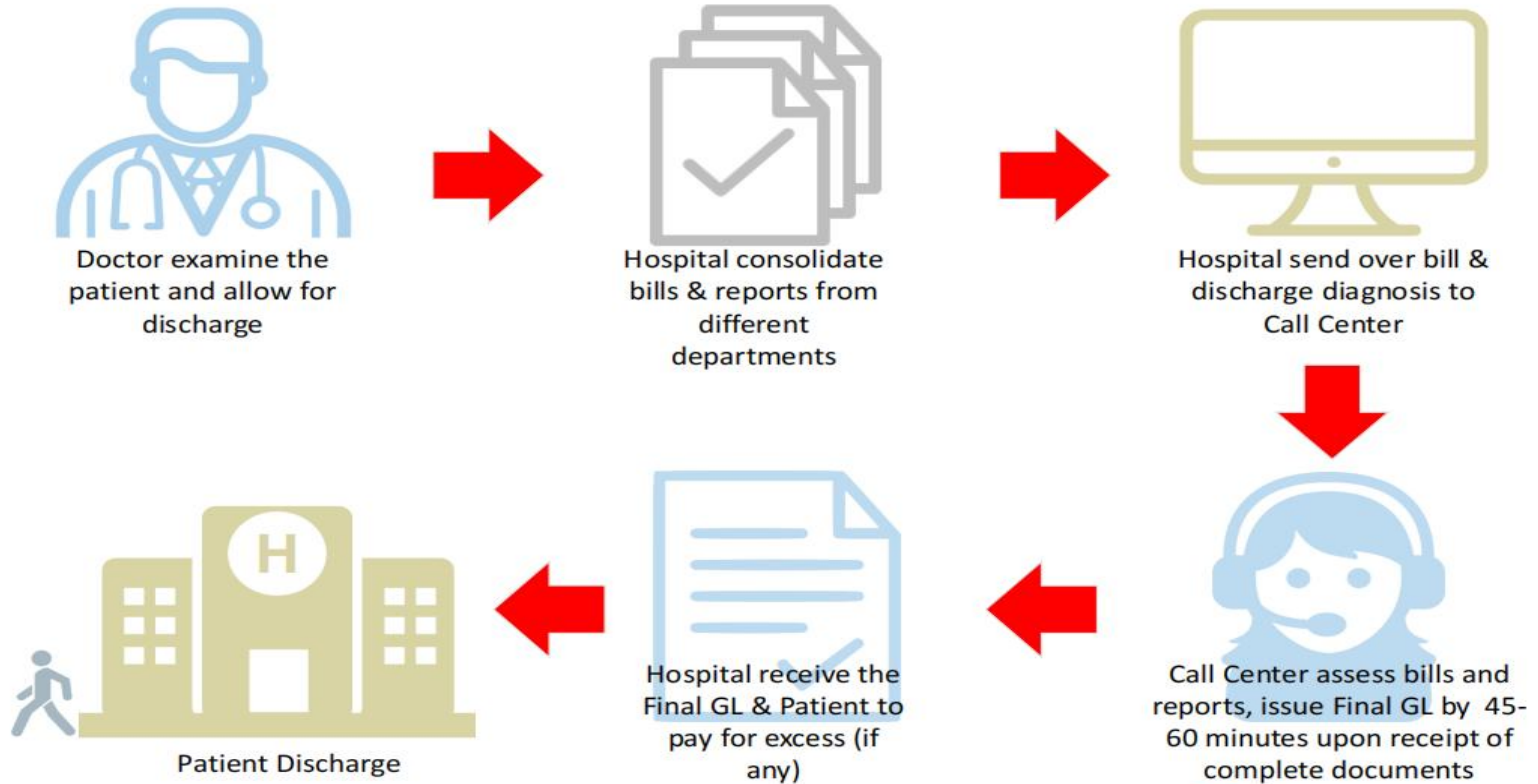 Doctor examine the
patient and allow for
discharge
Hospital consolidate
bills & reports from
different
departments
Hospital send over bill &
discharge diagnosis to
Call Center
Call Center assess bills and
reports, issue Final GL by 45-
60 minutes upon receipt of
complete documents
Hospital receive the
Final GL & Patient to
pay for excess (if
any)
H
Patient Discharge